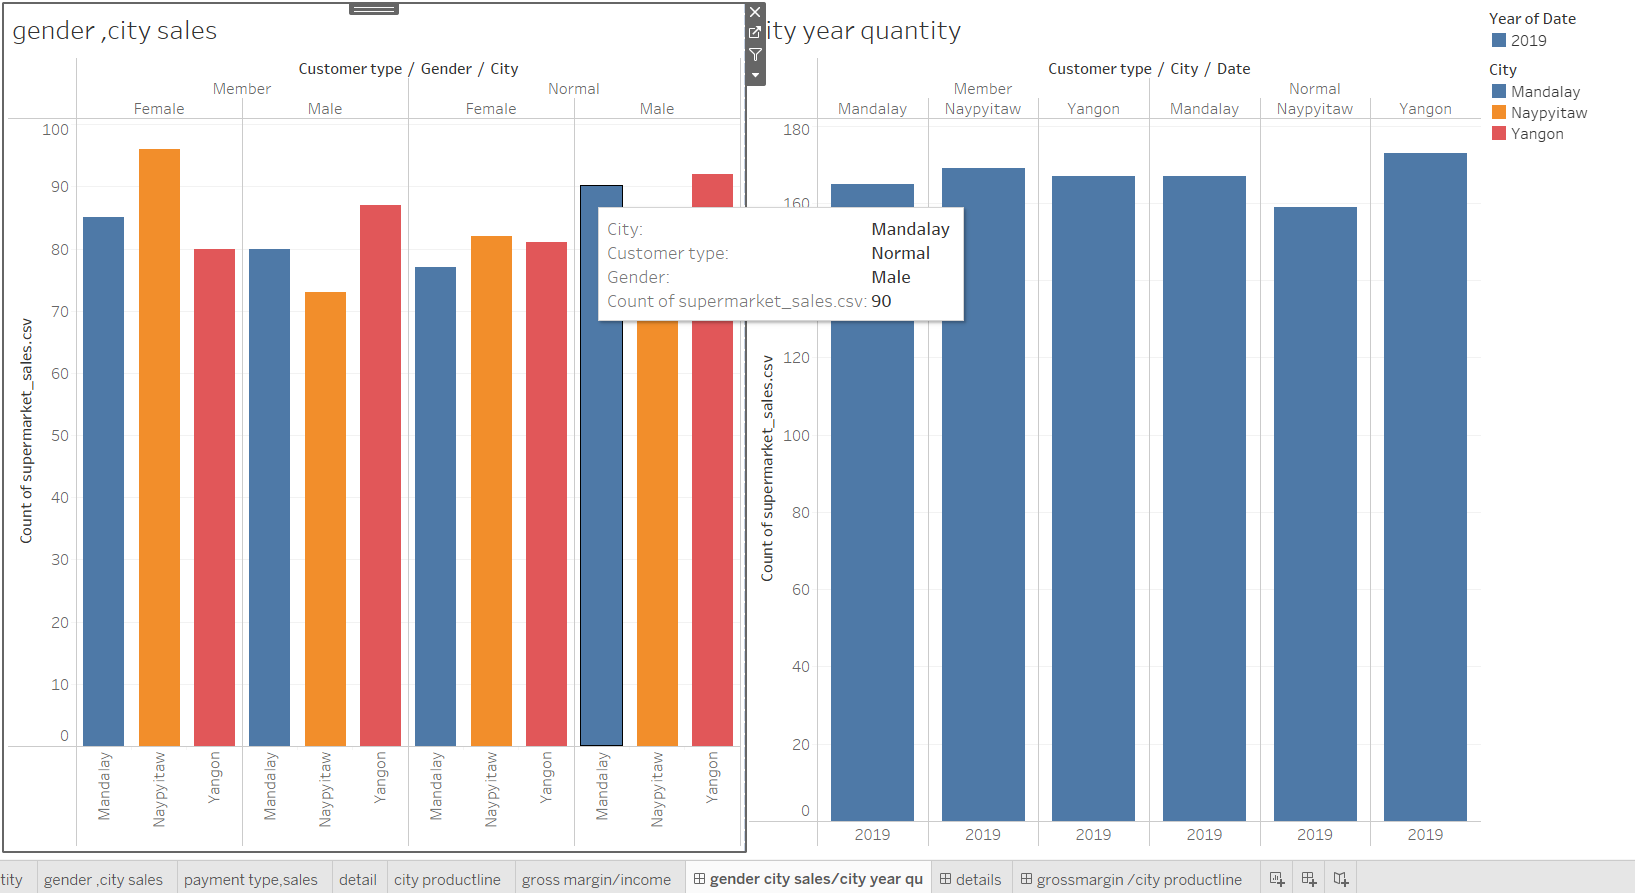 gender ,city sales
Customer type / Gender / City
Member
Normal
Female
Male
Female
Male
100
90
80
70
60
50
40
30
20
10
0
Count of supermarket_sales.csv
Mandalay
Naypyitaw
Yangon
Mandalay
Naypyitaw
Yangon
Mandalay
Naypyitaw
Yangon
Mandalay
Naypyitaw
Yangon
City: Mandalay
Customer type: Normal
Gender: Male
Count of supermarket_sales.csv: 90
ity year quantity
Customer type / City / Date
Member
Normal
Mandalay
Naypyitaw
Yangon
Mandalay
Naypyitaw
Yangon
180
160
120
100
80
60
40
20
0
Count of supermarket_sales.csv
2019
2019
2019
2019
2019
2019
Year of Date
2019
City
Mandalay
Naypyitaw
Yangon
tity
gender ,city sales
payment type,sales
detail
city productline
gross margin/income
gender city sales/city year qu
details
grossmargin /city productline